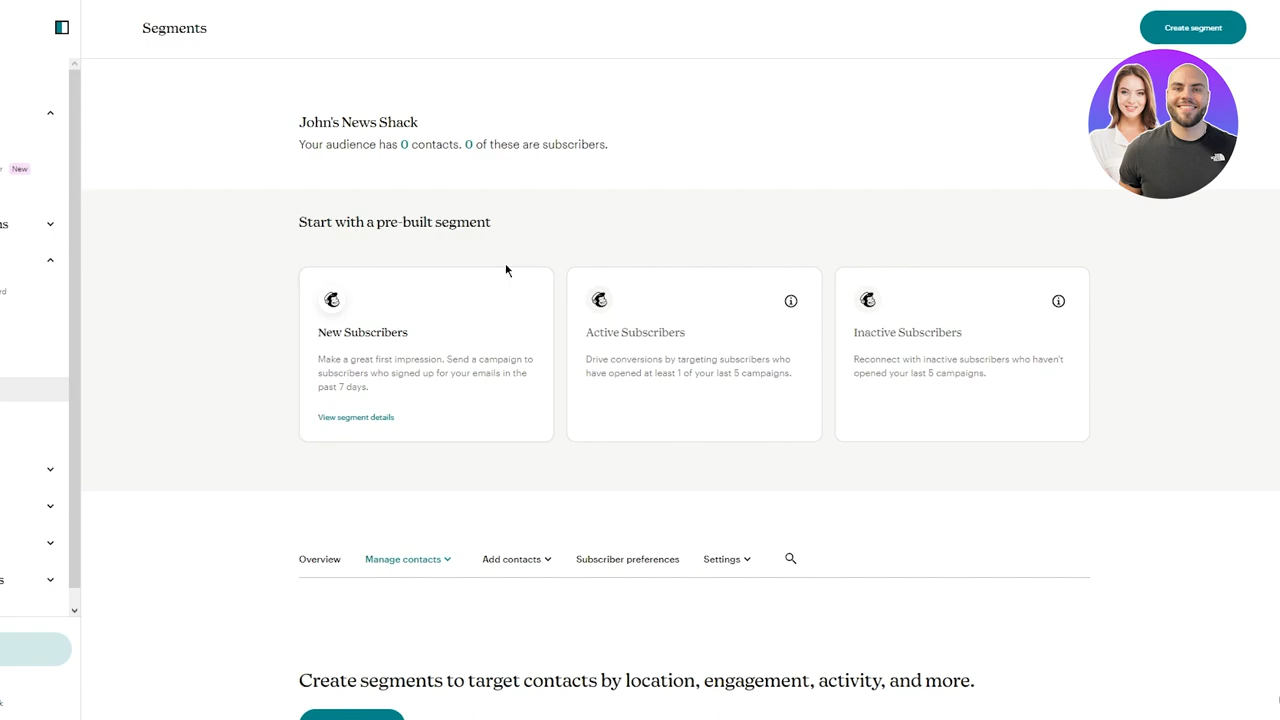 Segments
Create segment
John's News Shack
Your audience has 0 contacts. 0 of these are subscribers.
New
Start with a pre-built segment
New Subscribers
Make a great first impression. Send a campaign to
subscribers who signed up for your emails in the
past 7 days.
View segment details
Active Subscribers
Drive conversions by targeting subscribers who
have opened at least 1 of your last 5 campaigns.
Inactive Subscribers
Reconnect with inactive subscribers who haven't
opened your last 5 campaigns.
Overview Manage contacts Add contacts Subscriber preferences Settings
Create segments to target contacts by location, engagement, activity, and more.